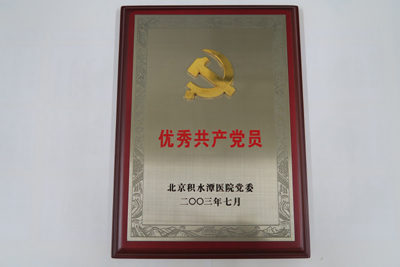 优秀共产党员
北京积水潭医院党委
二〇〇三年七月